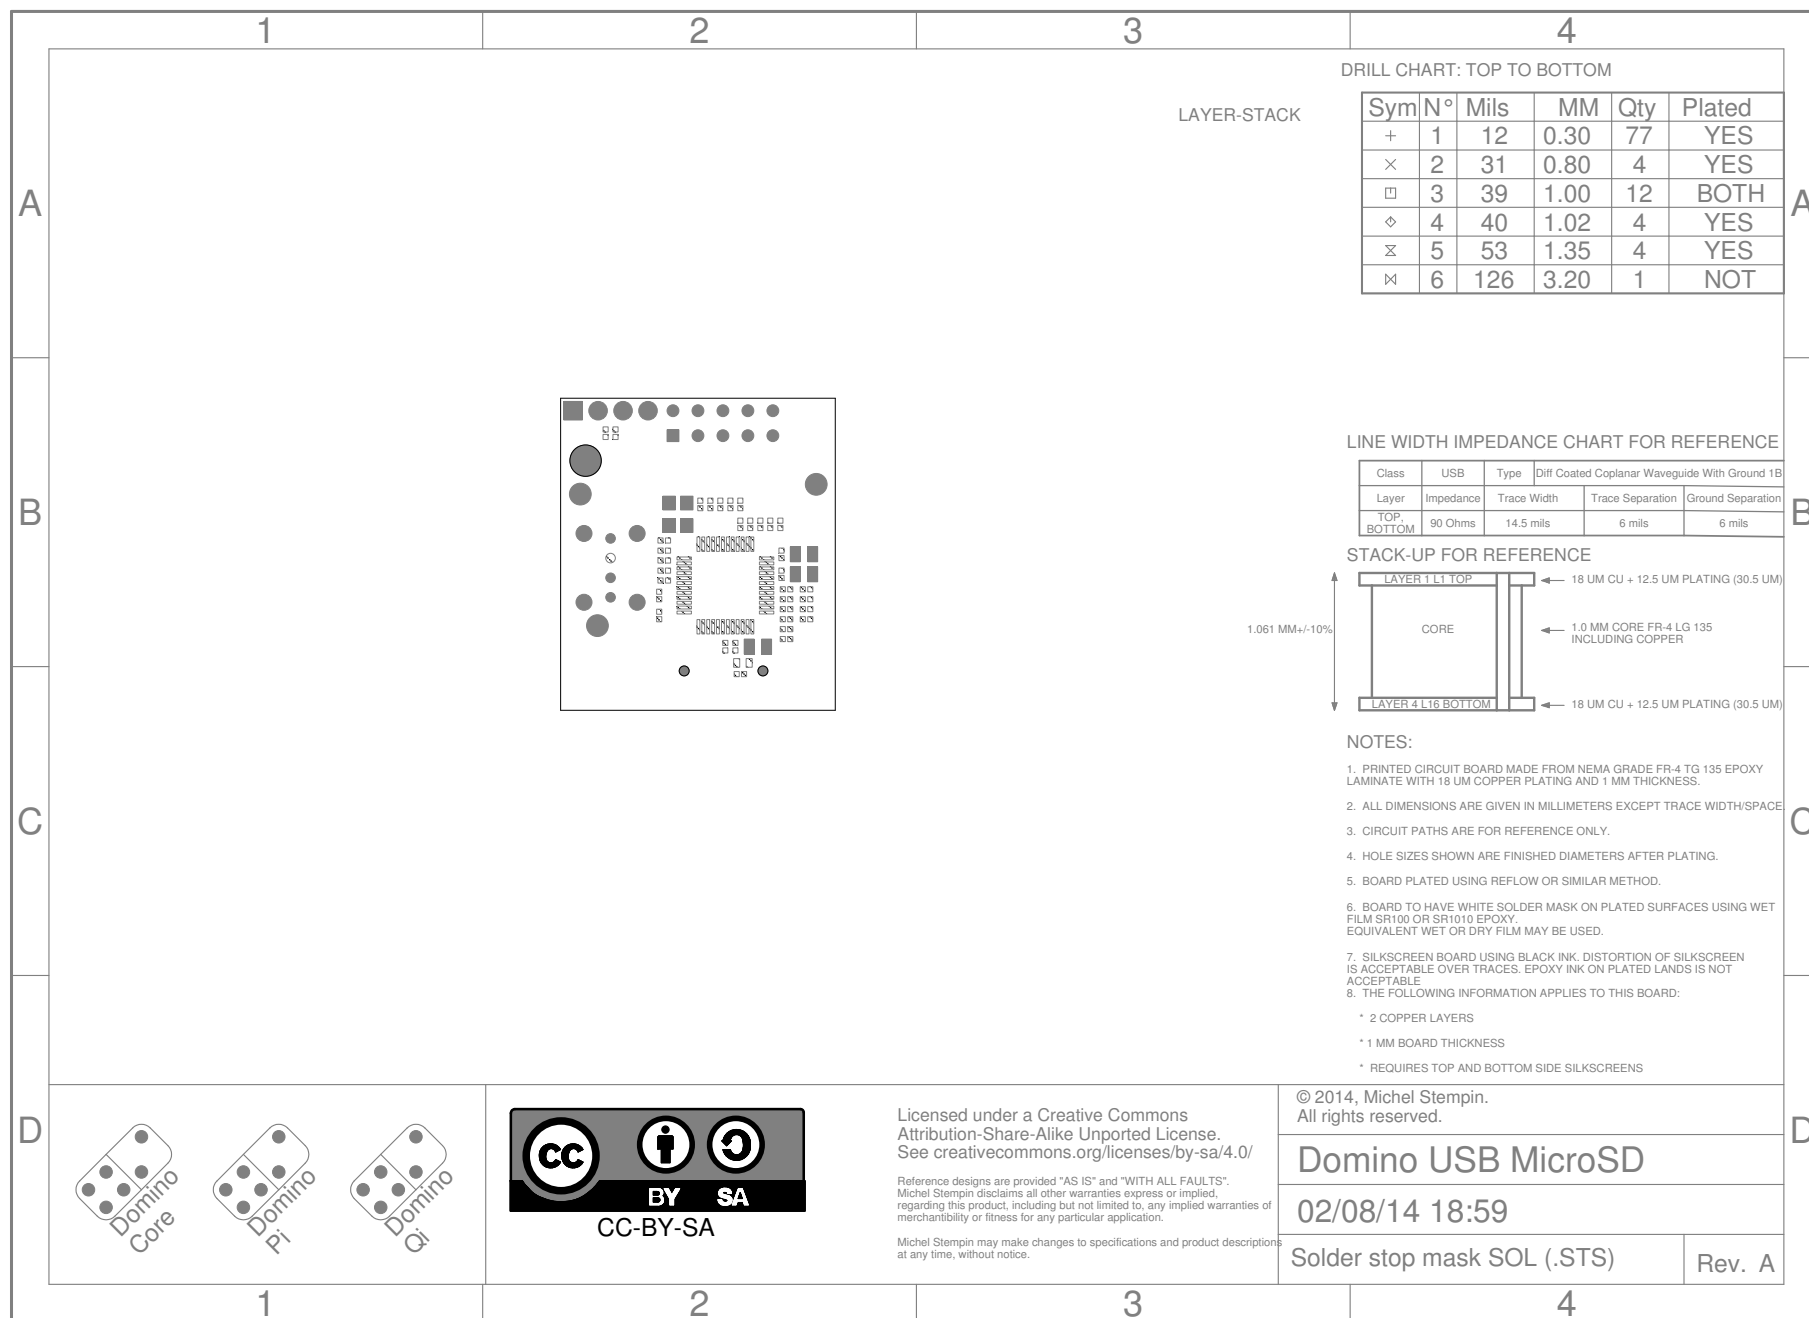 1 2 3 4
DRILL CHART: TOP TO BOTTOM
LAYER-STACK
Sym N° Mils MM Qty Plated
+ 1 12 0.30 77 YES
× 2 31 0.80 4 YES
3 39 1.00 12 BOTH
4 40 1.02 4 YES
5 53 1.35 4 YES
6 126 3.20 1 NOT
A A
LINE WIDTH IMPEDANCE CHART FOR REFERENCE
Class USB Type Diff Coated Coplanar Waveguide With Ground 1B
Layer Impedance Trace Width Trace Separation Ground Separation
TOP, BOTTOM 90 Ohms 14.5 mils 6 mils 6 mils
B B
STACK-UP FOR REFERENCE
LAYER 1 L1 TOP
18 UM CU + 12.5 UM PLATING (30.5 UM)
1.061 MM+/-10%
CORE
1.0 MM CORE FR-4 LG 135
INCLUDING COPPER
LAYER 4 L16 BOTTOM
18 UM CU + 12.5 UM PLATING (30.5 UM)
NOTES:
1. PRINTED CIRCUIT BOARD MADE FROM NEMA GRADE FR-4 TG 135 EPOXY
LAMINATE WITH 18 UM COPPER PLATING AND 1 MM THICKNESS.
2. ALL DIMENSIONS ARE GIVEN IN MILLIMETERS EXCEPT TRACE WIDTH/SPACE.
C C
3. CIRCUIT PATHS ARE FOR REFERENCE ONLY.
4. HOLE SIZES SHOWN ARE FINISHED DIAMETERS AFTER PLATING.
5. BOARD PLATED USING REFLOW OR SIMILAR METHOD.
6. BOARD TO HAVE WHITE SOLDER MASK ON PLATED SURFACES USING WET
FILM SR100 OR SR1010 EPOXY.
EQUIVALENT WET OR DRY FILM MAY BE USED.
7. SILKSCREEN BOARD USING BLACK INK. DISTORTION OF SILKSCREEN
IS ACCEPTABLE OVER TRACES. EPOXY INK ON PLATED LANDS IS NOT
ACCEPTABLE
8. THE FOLLOWING INFORMATION APPLIES TO THIS BOARD:
* 2 COPPER LAYERS
* 1 MM BOARD THICKNESS
* REQUIRES TOP AND BOTTOM SIDE SILKSCREENS
D D
Domino
Core
Domino
Pi
Domino
Qi
CC
BY SA
CC-BY-SA
Licensed under a Creative Commons
Attribution-Share-Alike Unported License.
See creativecommons.org/licenses/by-sa/4.0/
Reference designs are provided "AS IS" and "WITH ALL FAULTS".
Michel Stempin disclaims all other warranties express or implied,
regarding this product, including but not limited to, any implied warranties of
merchantibility or fitness for any particular application.
Michel Stempin may make changes to specifications and product descriptions
at any time, without notice.
© 2014, Michel Stempin.
All rights reserved.
Domino USB MicroSD
02/08/14 18:59
Solder stop mask SOL (.STS)
Rev. A
1 2 3 4